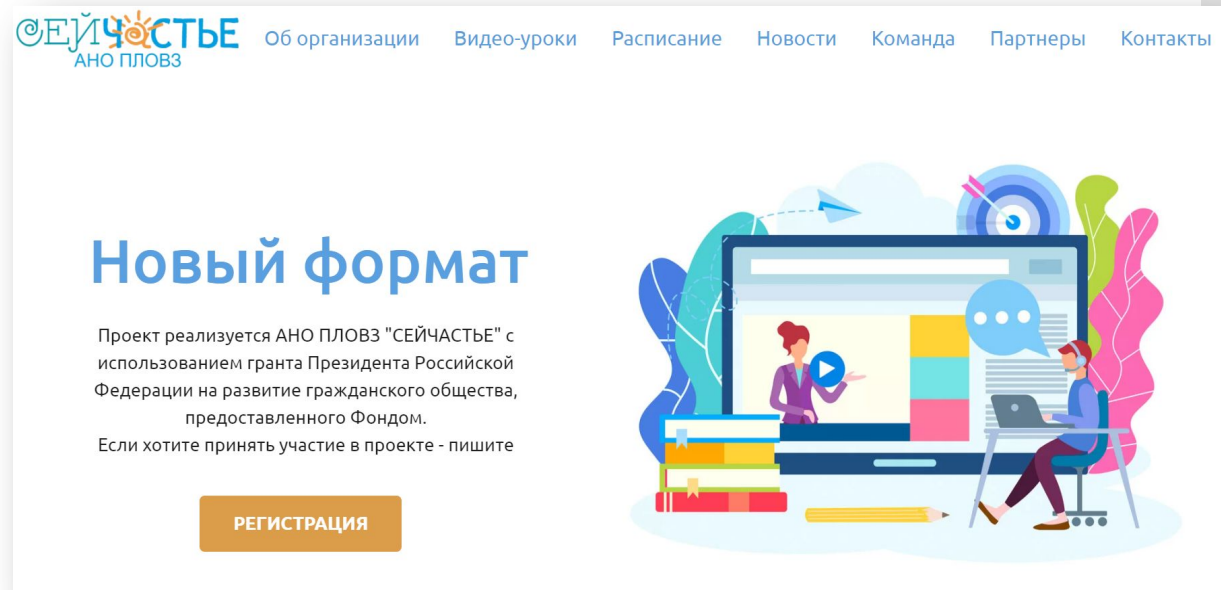 СЕЙЧАСТЬЕ
АНО ПЛОВЗ
Об организации Видео-уроки Расписание Новости Команда Партнеры Контакты
Новый формат
Проект реализуется АНО ПЛОВЗ "СЕЙЧАСТЬЕ" с
использованием гранта Президента Российской
Федерации на развитие гражданского общества,
предоставленного Фондом.
Если хотите принять участие в проекте - пишите
РЕГИСТРАЦИЯ